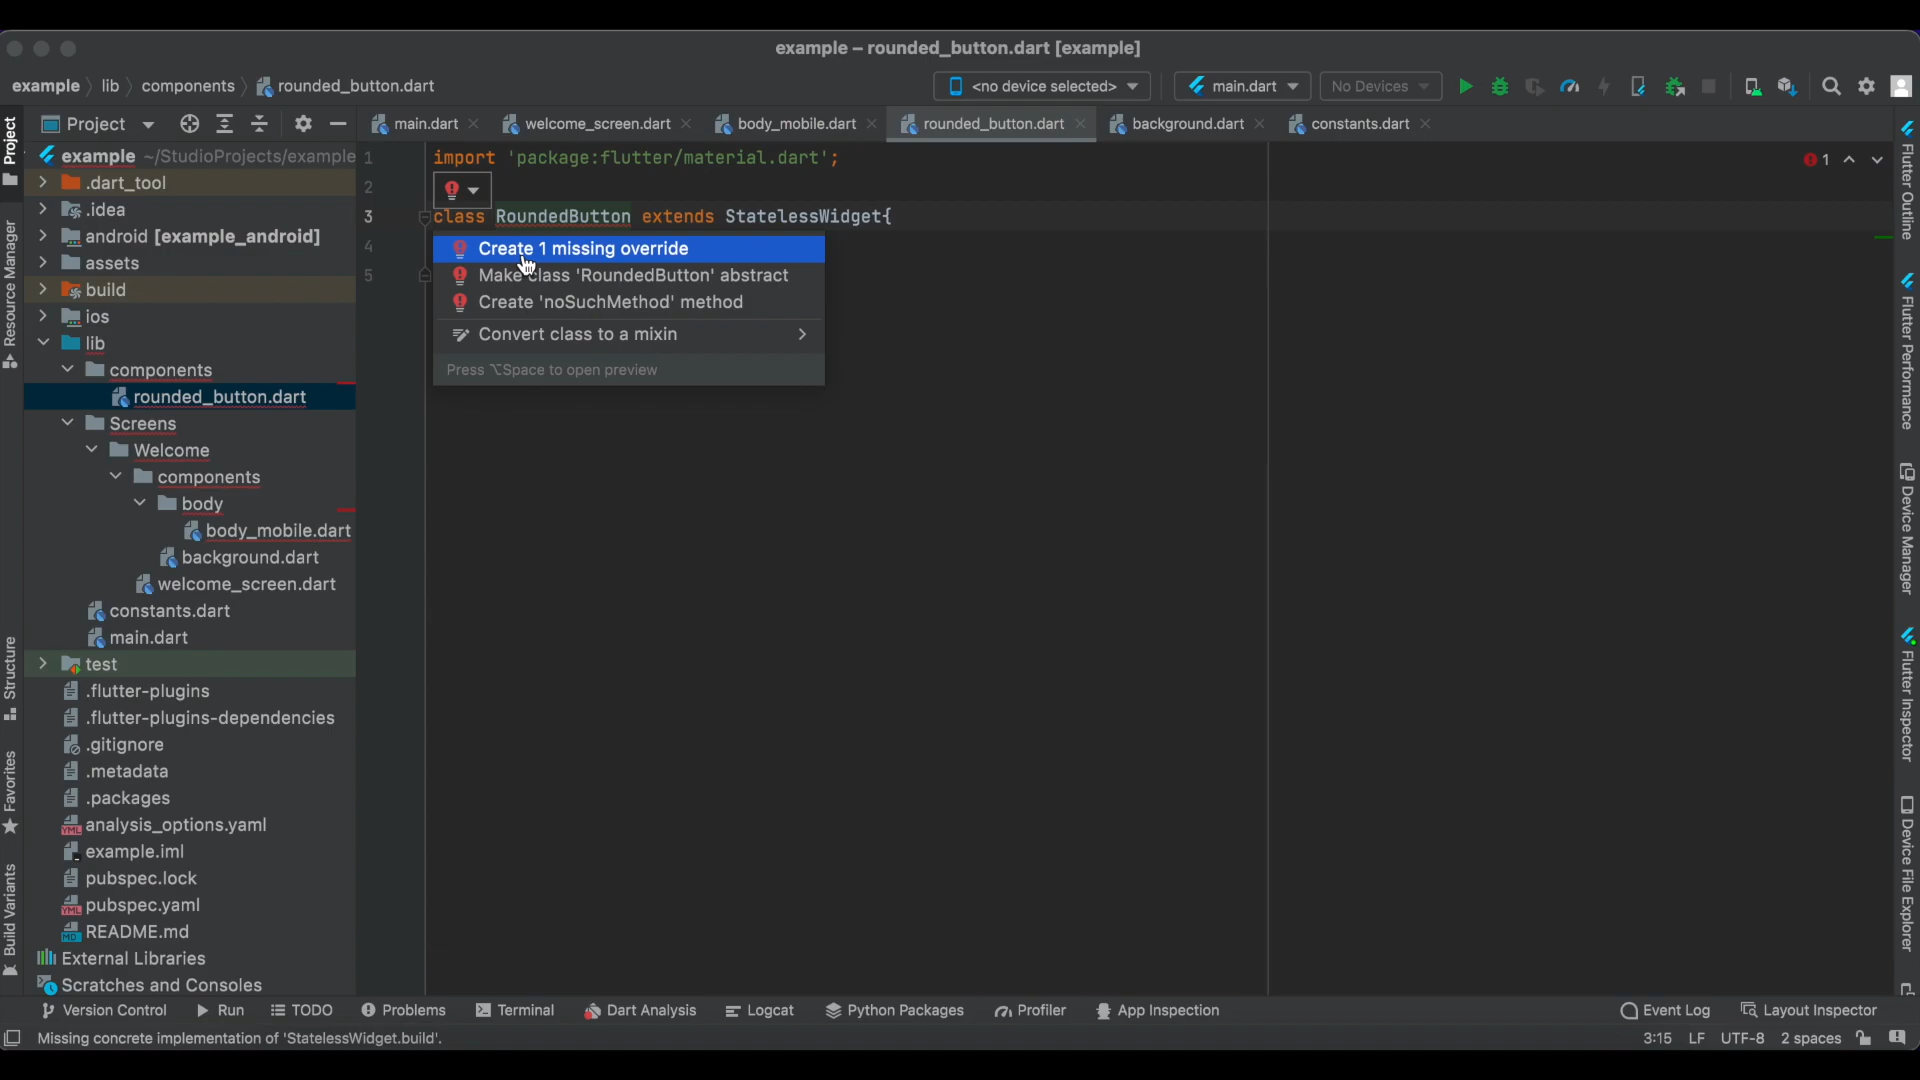 example – rounded_button.dart [example]
example
lib
components
rounded_button.dart
<no device selected>
main.dart
No Devices
Project
main.dart
welcome_screen.dart
body_mobile.dart
rounded_button.dart
background.dart
constants.dart
Project
Resource Manager
Structure
Favorites
Build Variants
example ~/StudioProjects/example
.dart_tool
.idea
android [example_android]
assets
build
ios
lib
components
rounded_button.dart
Screens
Welcome
components
body
body_mobile.dart
background.dart
welcome_screen.dart
constants.dart
main.dart
test
.flutter-plugins
.flutter-plugins-dependencies
.gitignore
.metadata
.packages
analysis_options.yaml
example.iml
pubspec.lock
pubspec.yaml
README.md
External Libraries
Scratches and Consoles
1 import 'package:flutter/material.dart';
2
3 class RoundedButton extends StatelessWidget{
4
5
1
Create 1 missing override
Make class 'RoundedButton' abstract
Create 'noSuchMethod' method
Convert class to a mixin
Press ⌥Space to open preview
Flutter Outline
Flutter Performance
Device Manager
Flutter Inspector
Device File Explorer
Version Control
Run
TODO
Problems
Terminal
Dart Analysis
Logcat
Python Packages
Profiler
App Inspection
Event Log
Layout Inspector
Missing concrete implementation of 'StatelessWidget.build'.
3:15 LF UTF-8 2 spaces